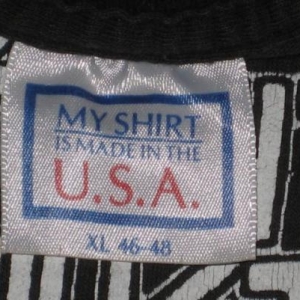 MY SHIRT
IS MADE IN THE
U.S.A.
XL 46-48